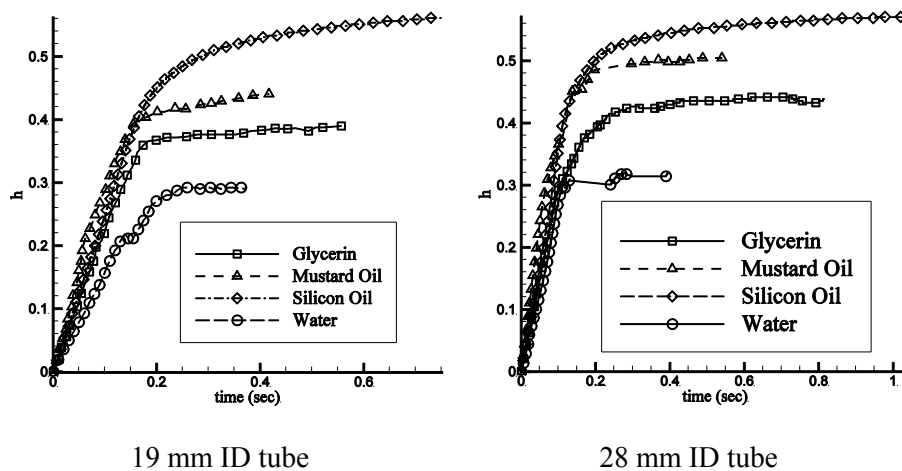 0.5
0.4
0.3
0.2
0.1
0
h
0
0.2
0.4
0.6
time (sec)
Glycerin
Mustard Oil
Silicon Oil
Water
19 mm ID tube
0.5
0.4
0.3
0.2
0.1
0
h
0
0.2
0.4
0.6
0.8
1
time (sec)
Glycerin
Mustard Oil
Silicon Oil
Water
28 mm ID tube